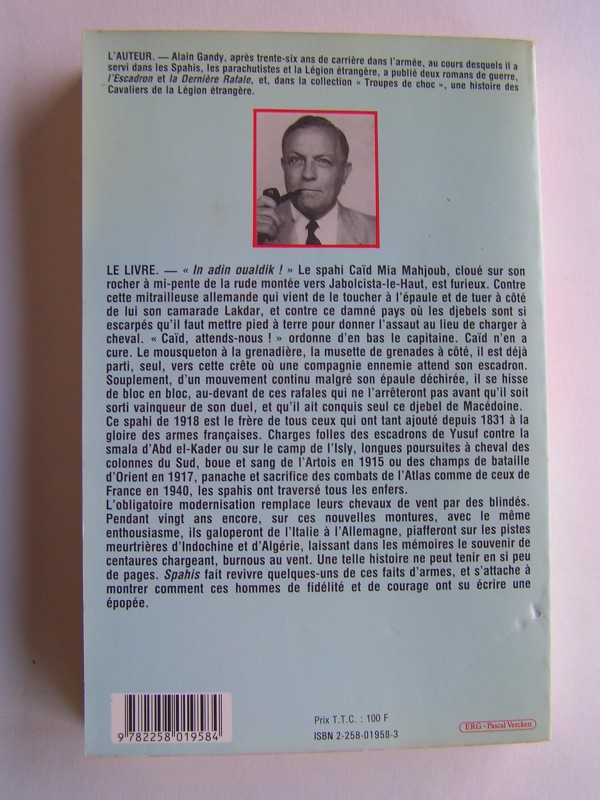 L'AUTEUR. — Alain Gandy, après trente-six ans de carrière dans l'armée, au cours desquels il a
servi dans les Spahis, les parachutistes et la Légion étrangère, a publié deux romans de guerre,
l'Escadron et la Dernière Rafale, et, dans la collection « Troupes de choc », une histoire des
Cavaliers de la Légion étrangère.
LE LIVRE. — « In adin oualdik ! » Le spahi Caïd Mia Mahjoub, cloué sur son
rocher à mi-pente de la rude montée vers Jabolcista-le-Haut, est furieux. Contre
cette mitrailleuse allemande qui vient de le toucher à l'épaule et de tuer à côté
de lui son camarade Lakdar, et contre ce damné pays où les djebels sont si
escarpés qu'il faut mettre pied à terre pour donner l'assaut au lieu de charger à
cheval. « Caïd, attends-nous ! » ordonne d'en bas le capitaine. Caïd n'en a
cure. Le mousqueton à la grenadière, la musette de grenades à côté, il est déjà
parti, seul, vers cette crête où une compagnie ennemie attend son escadron.
Souplement, d'un mouvement continu malgré son épaule déchirée, il se hisse
de bloc en bloc, au-devant de ces rafales qui ne l'arrêteront pas avant qu'il soit
sorti vainqueur de son duel, et qu'il ait conquis seul ce djebel de Macédoine.
Ce spahi de 1918 est le frère de tous ceux qui ont tant ajouté depuis 1831 à la
gloire des armes françaises. Charges folles des escadrons de Yusuf contre la
smala d'Abd el-Kader ou sur le camp de l'Isly, longues poursuites à cheval des
colonnes du Sud, boue et sang de l'Artois en 1915 ou des champs de bataille
d'Orient en 1917, panache et sacrifice des combats de l'Atlas comme de ceux de
France en 1940, les spahis ont traversé tous les enfers.
L'obligatoire modernisation remplace leurs chevaux de vent par des blindés.
Pendant vingt ans encore, sur ces nouvelles montures, avec le même
enthousiasme, ils galoperont de l'Italie à l'Allemagne, piafferont sur les pistes
meurtrières d'Indochine et d'Algérie, laissant dans les mémoires le souvenir de
centaures chargeant, burnous au vent. Une telle histoire ne peut tenir en si peu
de pages. Spahis fait revivre quelques-uns de ces faits d'armes, et s'attache à
montrer comment ces hommes de fidélité et de courage ont su écrire une
épopée.
9 782258 019584
Prix T.T.C. : 100 F
ISBN 2-258-01958-3
ERG - Pascal Vercken